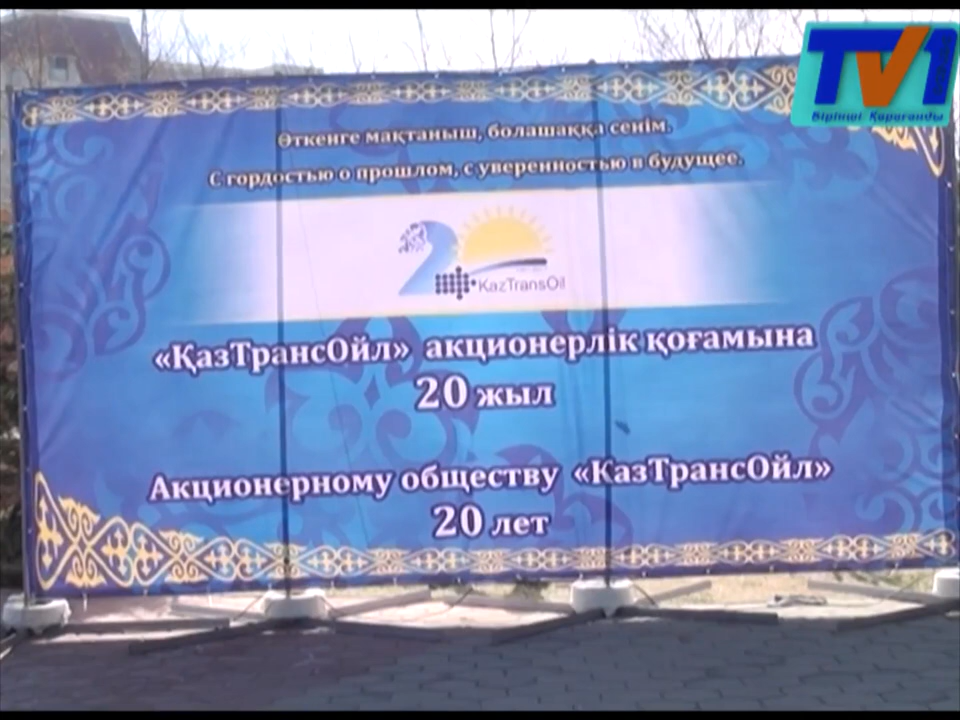 TV1
Бірінші Қарағанды
Өткенге мақтаныш, болашаққа сенім.
С гордостью о прошлом, с уверенностью в будущее.
20
KazTransOil
«ҚазТрансОйл» акционерлік қоғамына
20 жыл
Акционерному обществу «КазТрансОйл»
20 лет